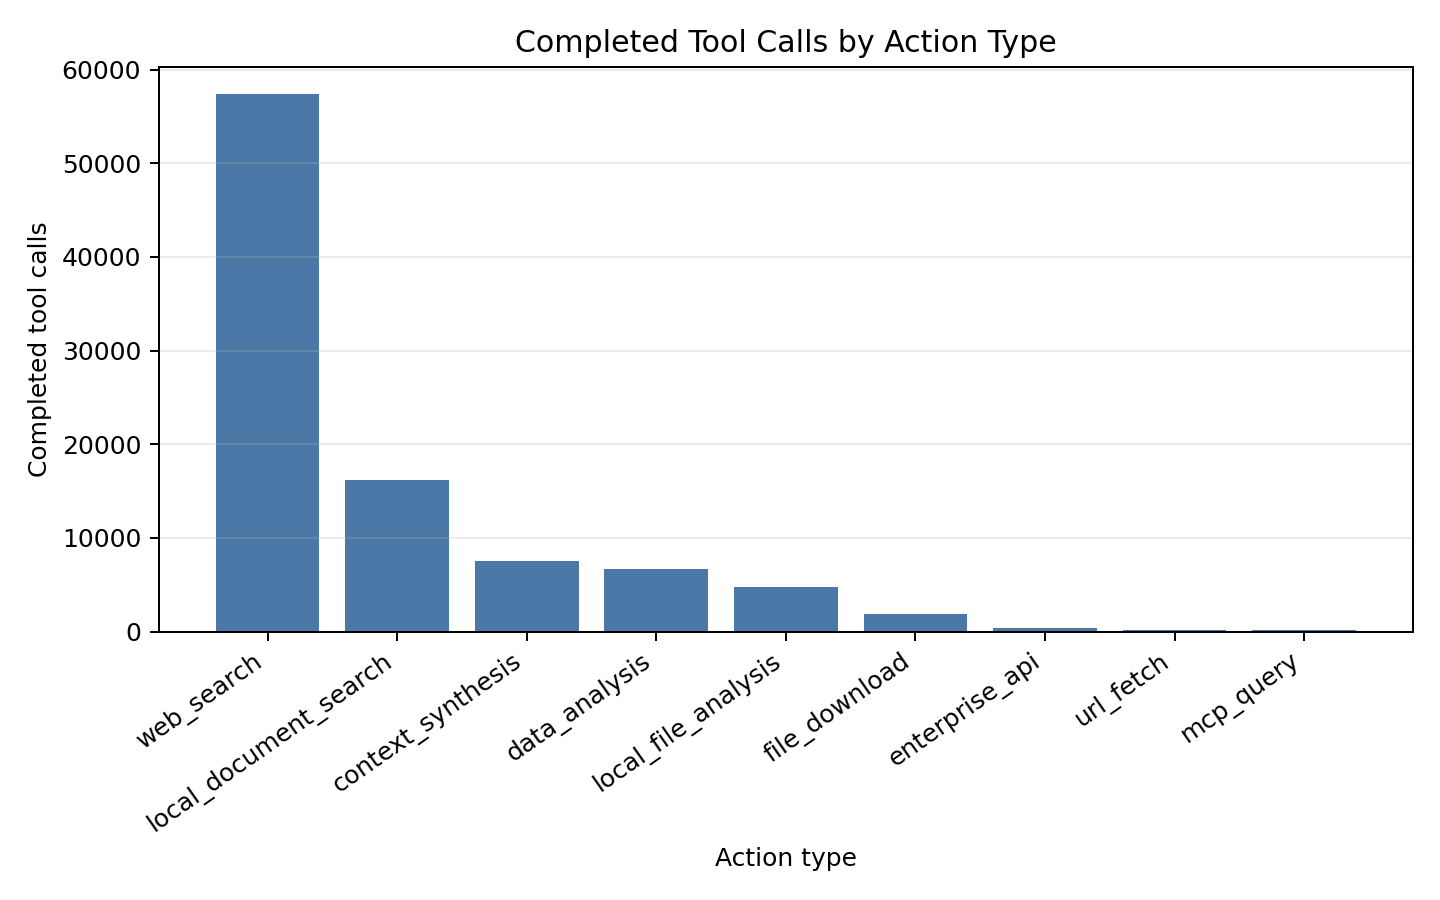 Completed Tool Calls by Action Type
Completed tool calls
60000
50000
40000
30000
20000
10000
0
web_search
local_document_search
context_synthesis
data_analysis
local_file_analysis
file_download
enterprise_api
url_fetch
mcp_query
Action type